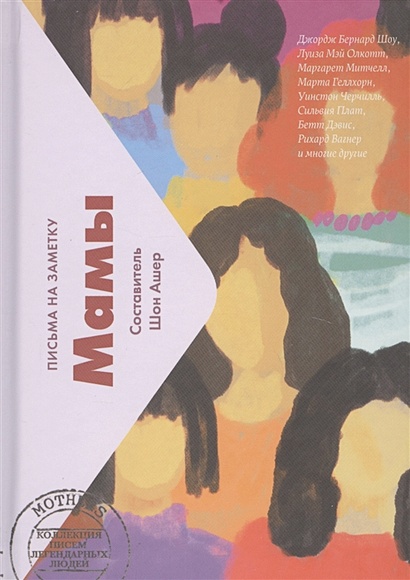 Джордж Бернард Шоу,
Луиза Мэй Олкотт,
Маргарет Митчелл,
Марта Геллхорн,
Уинстон Черчилль,
Сильвия Плат,
Бетт Дэвис,
Рихард Вагнер
и многие другие
ПИСЬМА НА ЗАМЕТКУ
Мамы
Составитель
Шон Ашер
MOTHERS
КОЛЛЕКЦИЯ
ПИСЕМ
ЛЕГЕНДАРНЫХ
ЛЮДЕЙ